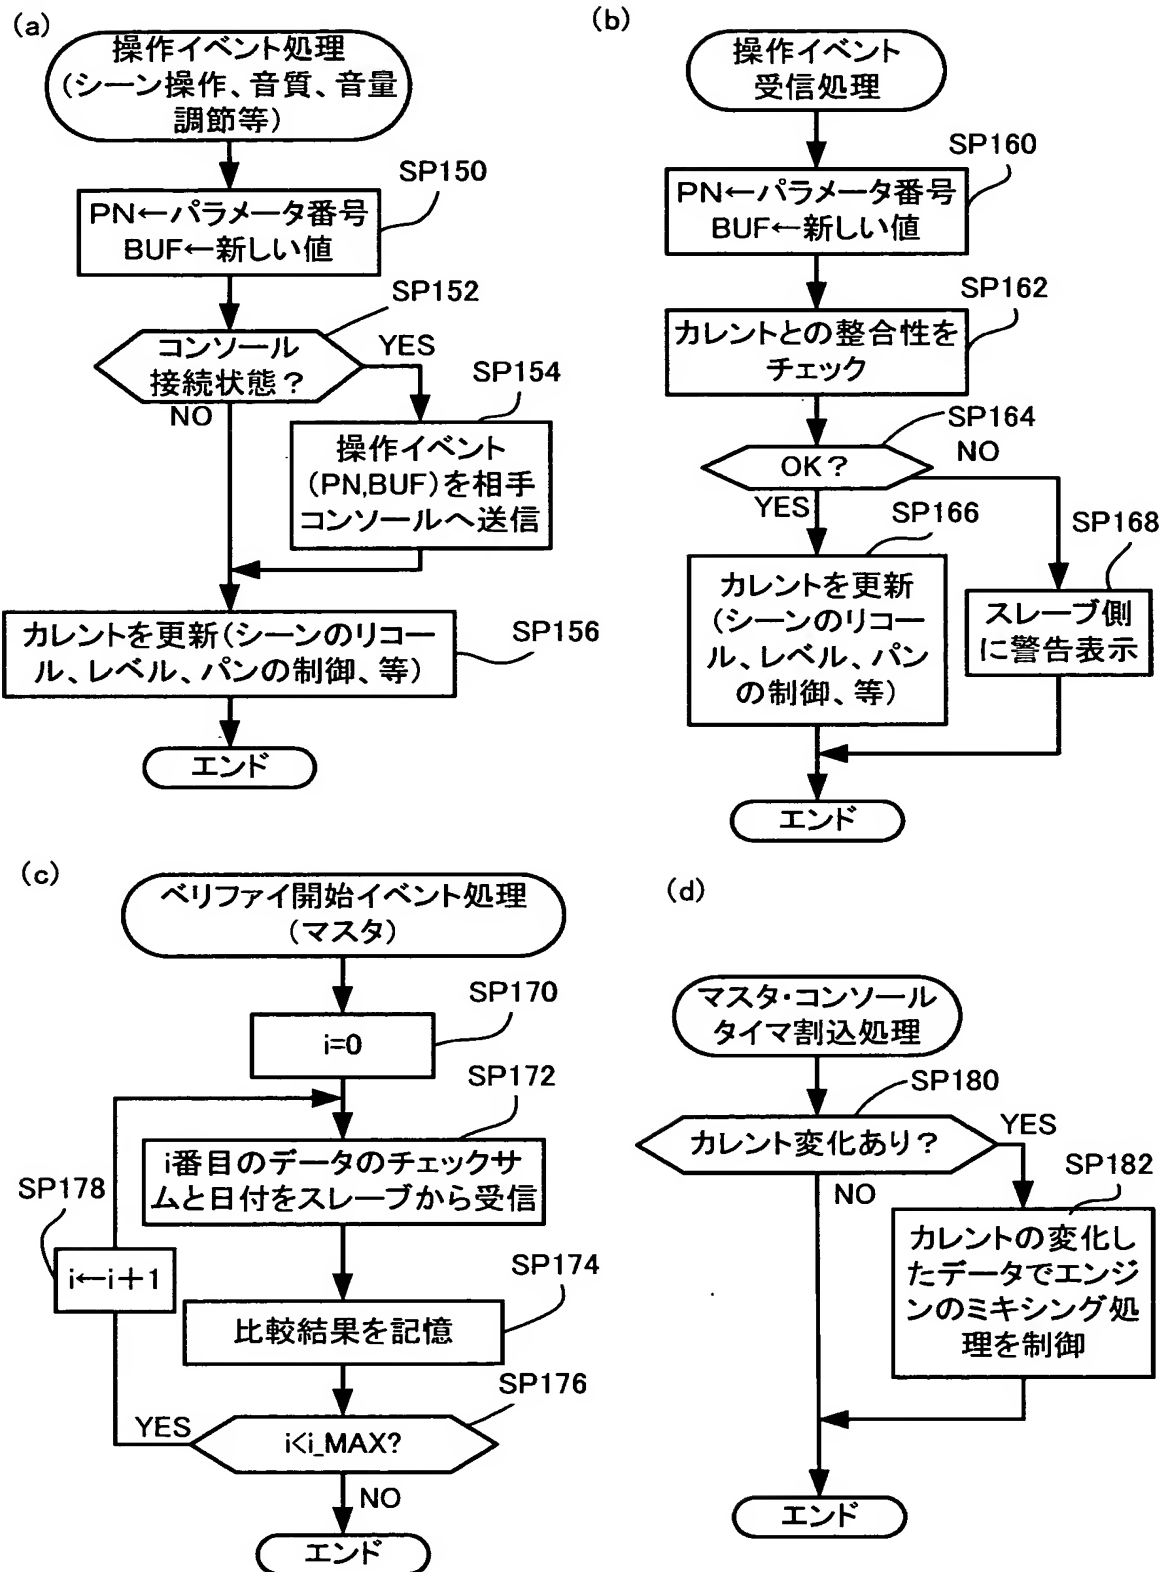 (a)
操作イベント処理
(シーン操作、音質、音量
調節等)
SP150
PN←パラメータ番号
BUF←新しい値
SP152
コンソール
接続状態?
YES
NO
SP154
操作イベント
(PN,BUF)を相手
コンソールへ送信
カレントを更新(シーンのリコー
ル、レベル、パンの制御、等)
SP156
エンド
(b)
操作イベント
受信処理
SP160
PN←パラメータ番号
BUF←新しい値
SP162
カレントとの整合性を
チェック
SP164
OK?
NO
YES
SP166
カレントを更新
(シーンのリコー
ル、レベル、パン
の制御、等)
SP168
スレーブ側
に警告表示
エンド
(c)
ベリファイ開始イベント処理
(マスタ)
SP170
i=0
SP172
i番目のデータのチェックサ
ムと日付をスレーブから受信
SP178
i←i+1
SP174
比較結果を記憶
SP176
YES
i<i_MAX?
NO
エンド
(d)
マスタ・コンソール
タイマ割込処理
SP180
カレント変化あり?
YES
NO
SP182
カレントの変化し
たデータでエンジ
ンのミキシング処
理を制御
エンド